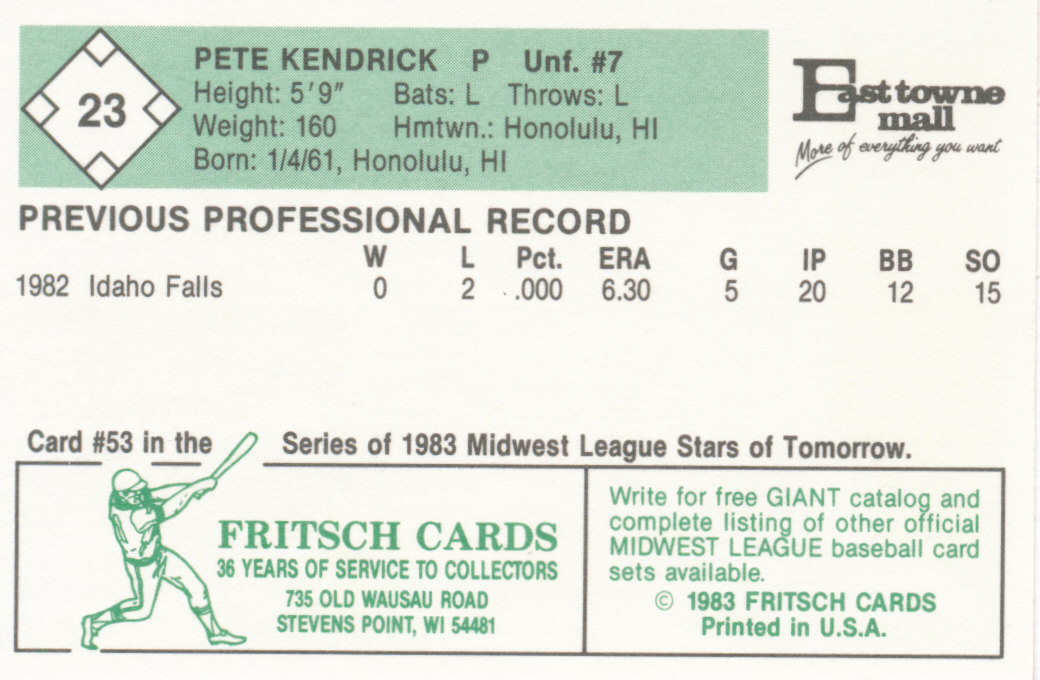 23
PETE KENDRICK P Unf. #7
Height: 5'9" Bats: L Throws: L
Weight: 160 Hmtwn.: Honolulu, HI
Born: 1/4/61, Honolulu, HI
East towne
mall
More of everything you want
PREVIOUS PROFESSIONAL RECORD
W L Pct. ERA G IP BB SO
1982 Idaho Falls 0 2 .000 6.30 5 20 12 15
Card #53 in the Series of 1983 Midwest League Stars of Tomorrow.
FRITSCH CARDS
36 YEARS OF SERVICE TO COLLECTORS
735 OLD WAUSAU ROAD
STEVENS POINT, WI 54481
Write for free GIANT catalog and
complete listing of other official
MIDWEST LEAGUE baseball card
sets available.
© 1983 FRITSCH CARDS
Printed in U.S.A.